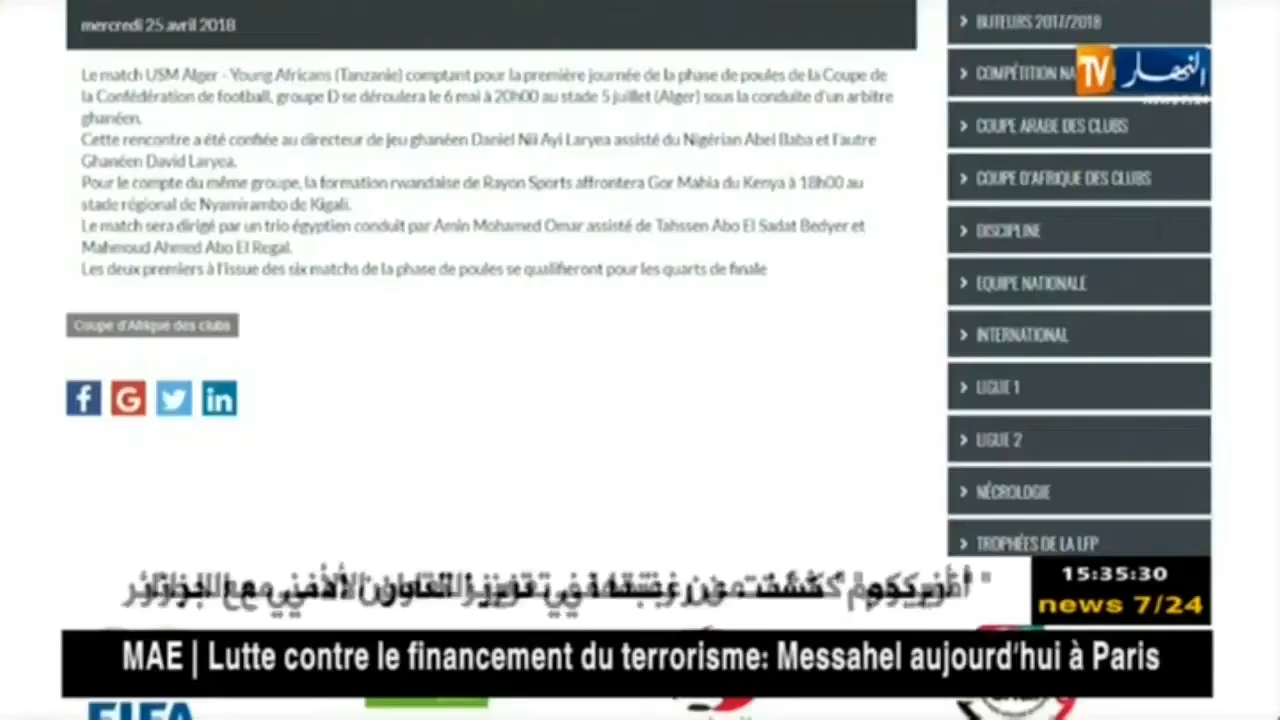 mercredi 25 avril 2018
Le match USM Alger - Young Africans (Tanzanie) comptant pour la première journée de la phase de poules de la Coupe de
la Confédération de football, groupe D se déroulera le 6 mai à 20h00 au stade 5 juillet (Alger) sous la conduite d'un arbitre
ghanéen.
Cette rencontre a été confiée au directeur de jeu ghanéen Daniel Nii Ayi Laryea assisté du Nigérian Abel Baba et l'autre
Ghanéen David Laryea.
Pour le compte du même groupe, la formation rwandaise de Rayon Sports affrontera Gor Mahia du Kenya à 18h00 au
stade régional de Nyamirambo de Kigali.
Le match sera dirigé par un trio égyptien conduit par Amin Mohamed Omar assisté de Tahssen Abo El Sadat Bedyer et
Mahmoud Ahmed Abo El Regal.
Les deux premiers à l'issue des six matchs de la phase de poules se qualifieront pour les quarts de finale
Coupe d'Afrique des clubs
BUTEURS 2017/2018
COMPÉTITION NA
TV النهار
COUPE ARABE DES CLUBS
COUPE D'AFRIQUE DES CLUBS
DISCIPLINE
EQUIPE NATIONALE
INTERNATIONAL
LIGUE 1
LIGUE 2
NÉCROLOGIE
TROPHÉES DE LA LFP
15:35:30
news 7/24
MAE | Lutte contre le financement du terrorisme: Messahel aujourd'hui à Paris
FIFA